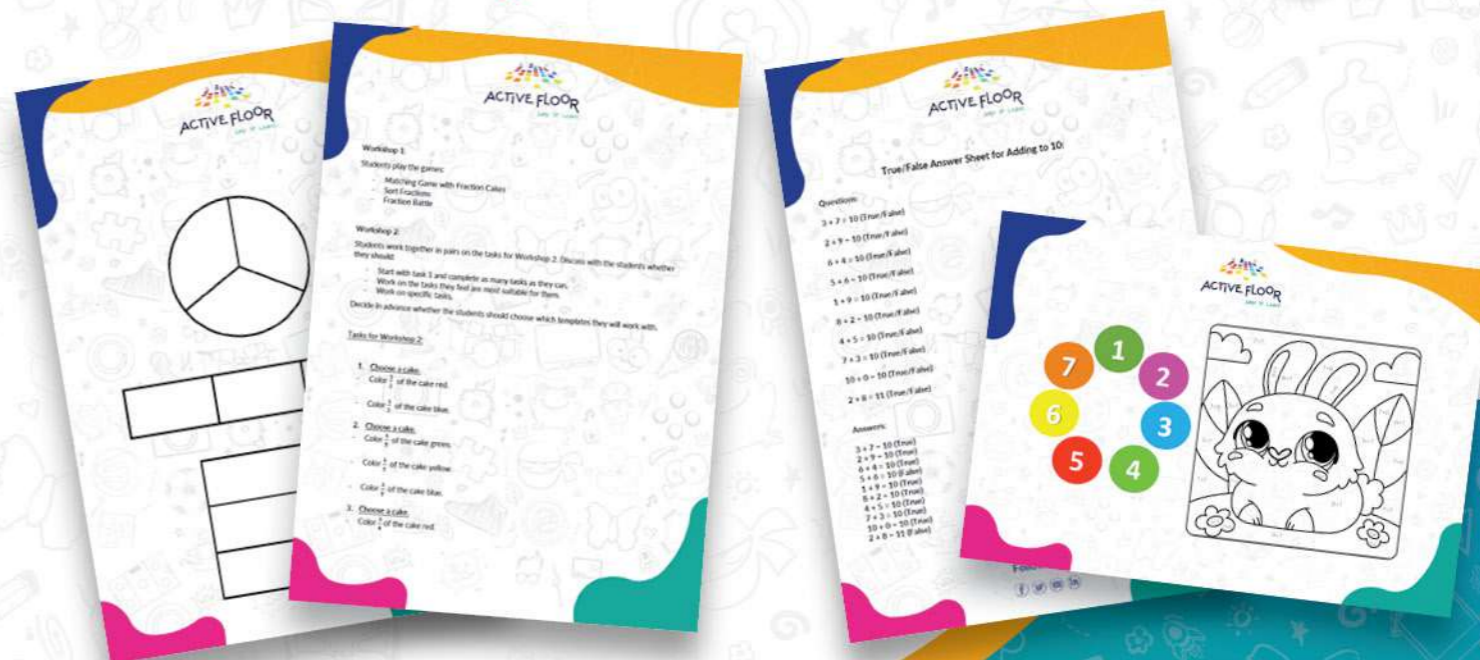 ACTIVE FLOOR
ACTIVE FLOOR
Workshop 1:
Students play the games:
- Matching Game with Fraction Cakes
- Sort Fractions
- Fraction Battle
Workshop 2:
Students work together in pairs on the tasks for Workshop 2. Discuss with the students whether
they should:
- Start with task 1 and complete as many tasks as they can.
- Work on the tasks they feel are most suitable for them.
- Work on specific tasks.
Decide in advance whether the students should choose which templates they will work with.
Tasks for Workshop 2:
1. Choose a cake.
- Color of the cake red.
- Color of the cake blue.
2. Choose a cake.
- Color of the cake green.
- Color of the cake yellow.
- Color of the cake blue.
3. Choose a cake.
- Color of the cake red.
ACTIVE FLOOR
True/False Answer Sheet for Adding to 10:
Questions:
3 + 7 = 10 (True/False)
2 + 9 = 10 (True/False)
6 + 4 = 10 (True/False)
5 + 6 = 10 (True/False)
1 + 9 = 10 (True/False)
8 + 2 = 10 (True/False)
4 + 5 = 10 (True/False)
7 + 3 = 10 (True/False)
10 + 0 = 10 (True/False)
2 + 8 = 11 (True/False)
Answers:
3 + 7 = 10 (True)
2 + 9 = 10 (True)
6 + 4 = 10 (True)
5 + 6 = 10 (False)
1 + 9 = 10 (True)
8 + 2 = 10 (True)
4 + 5 = 10 (True)
7 + 3 = 10 (True)
10 + 0 = 10 (True)
2 + 8 = 11 (False)
ACTIVE FLOOR
1
2
3
4
5
6
7